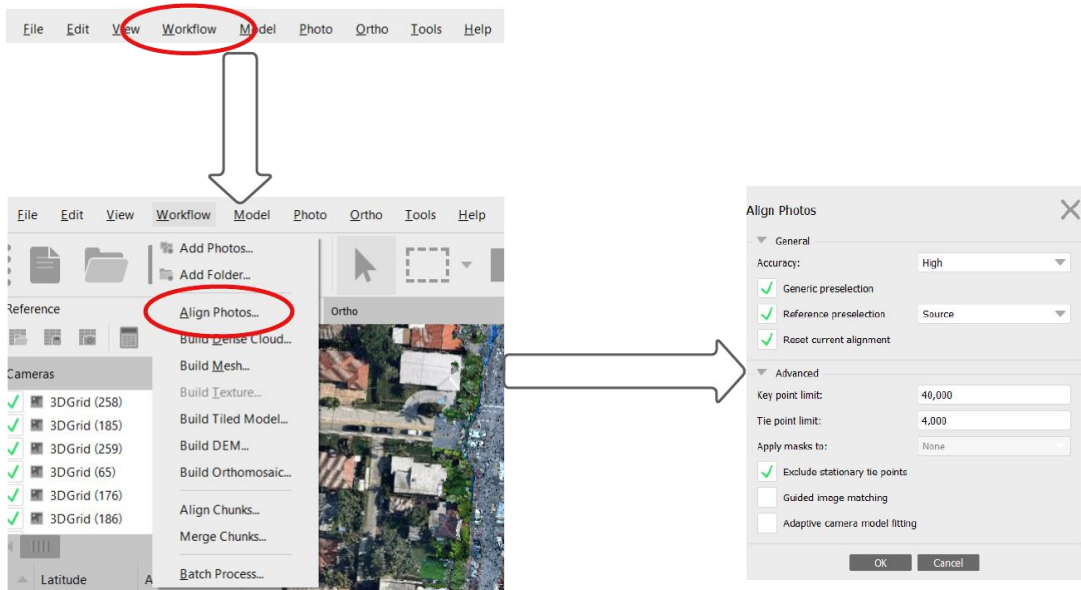 File Edit View Workflow Model Photo Ortho Tools Help
File Edit View Workflow Model Photo Ortho Tools Help
Add Photos...
Add Folder...
Align Photos...
Build Dense Cloud...
Build Mesh...
Build Texture...
Build Tiled Model...
Build DEM...
Build Orthomosaic...
Align Chunks...
Merge Chunks...
Batch Process...
Reference
Ortho
Cameras
3DGrid (258)
3DGrid (185)
3DGrid (259)
3DGrid (65)
3DGrid (176)
3DGrid (186)
Latitude A
Align Photos
General
Accuracy: High
Generic preselection
Reference preselection Source
Reset current alignment
Advanced
Key point limit: 40,000
Tie point limit: 4,000
Apply masks to: None
Exclude stationary tie points
Guided image matching
Adaptive camera model fitting
OK Cancel